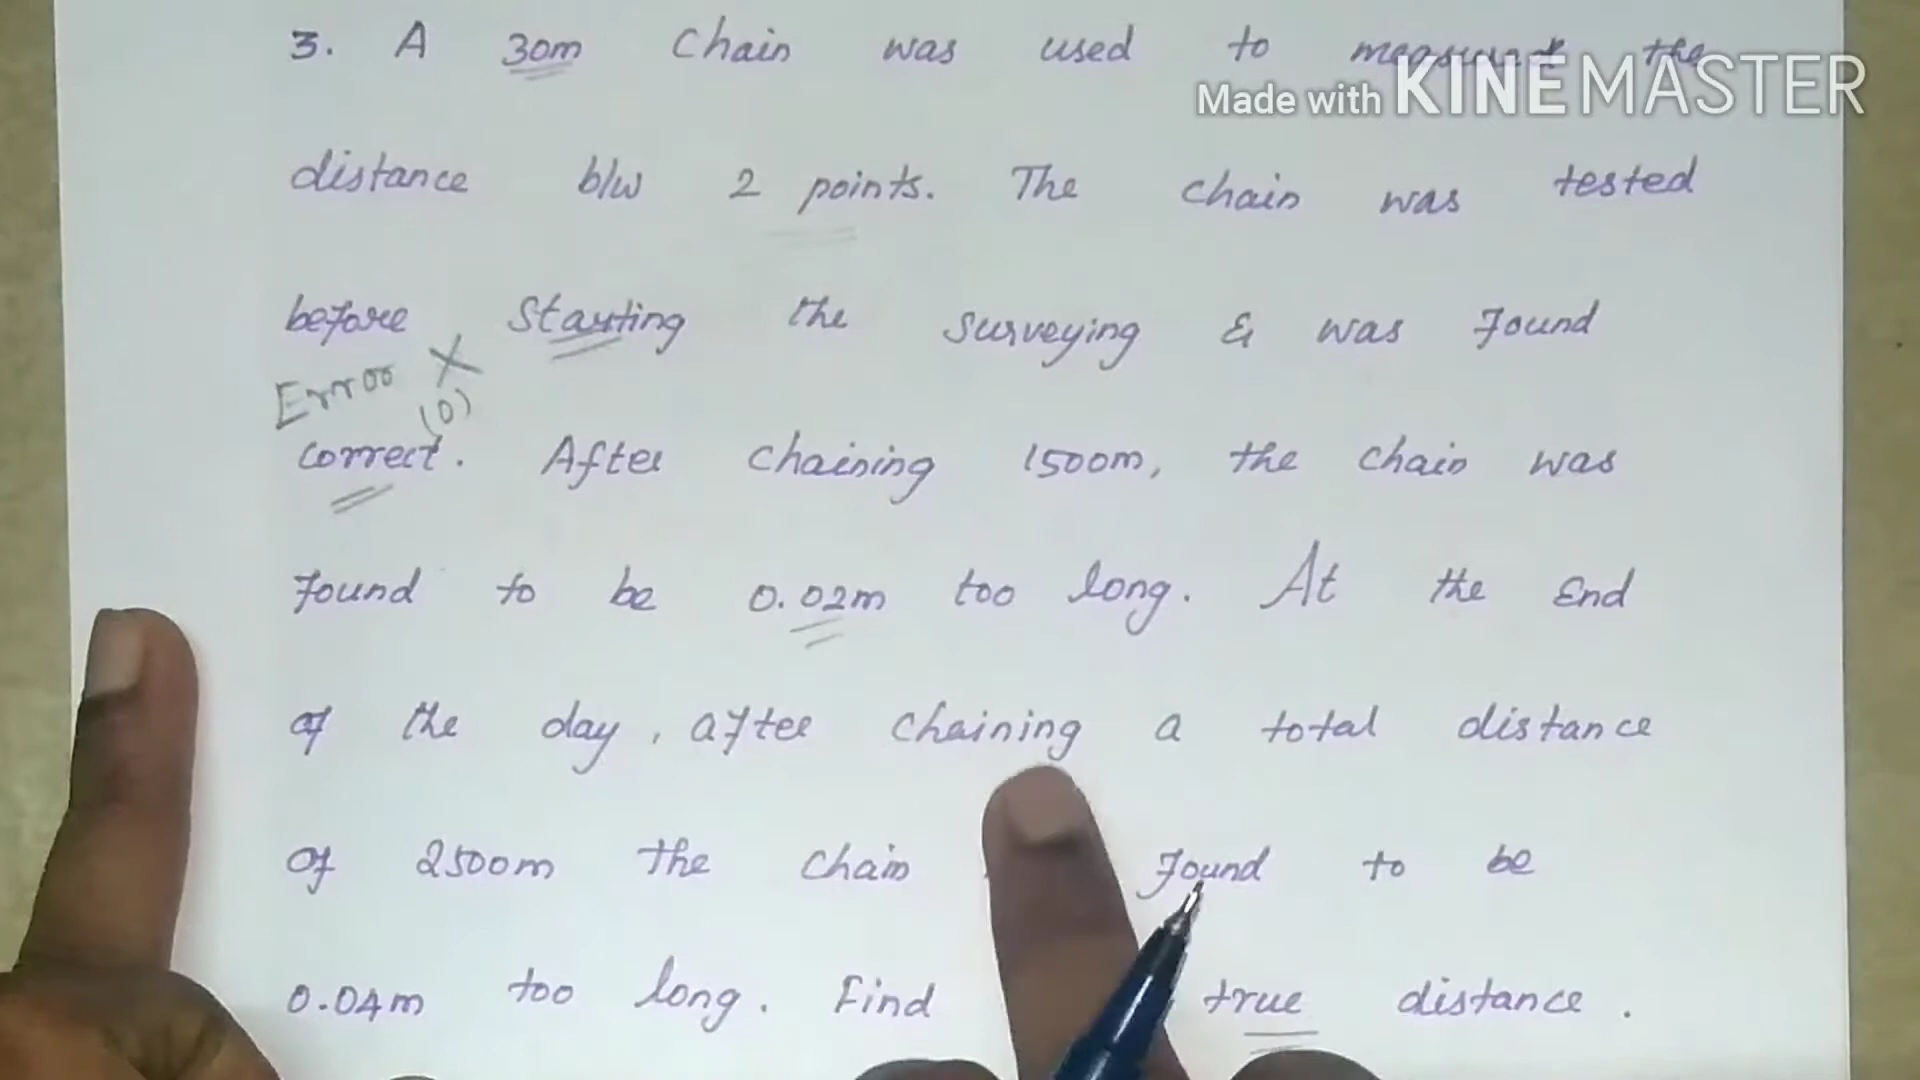 3. A 30m Chain was used to measure the
Made with KINEMASTER
distance b/w 2 points. The chain was tested
before starting the surveying & was found
Error X
(0)
correct. After chaining 1500m, the chain was
found to be 0.02m too long. At the End
of the day, after chaining a total distance
of 2500m the chain found to be
0.04m too long. Find true distance.